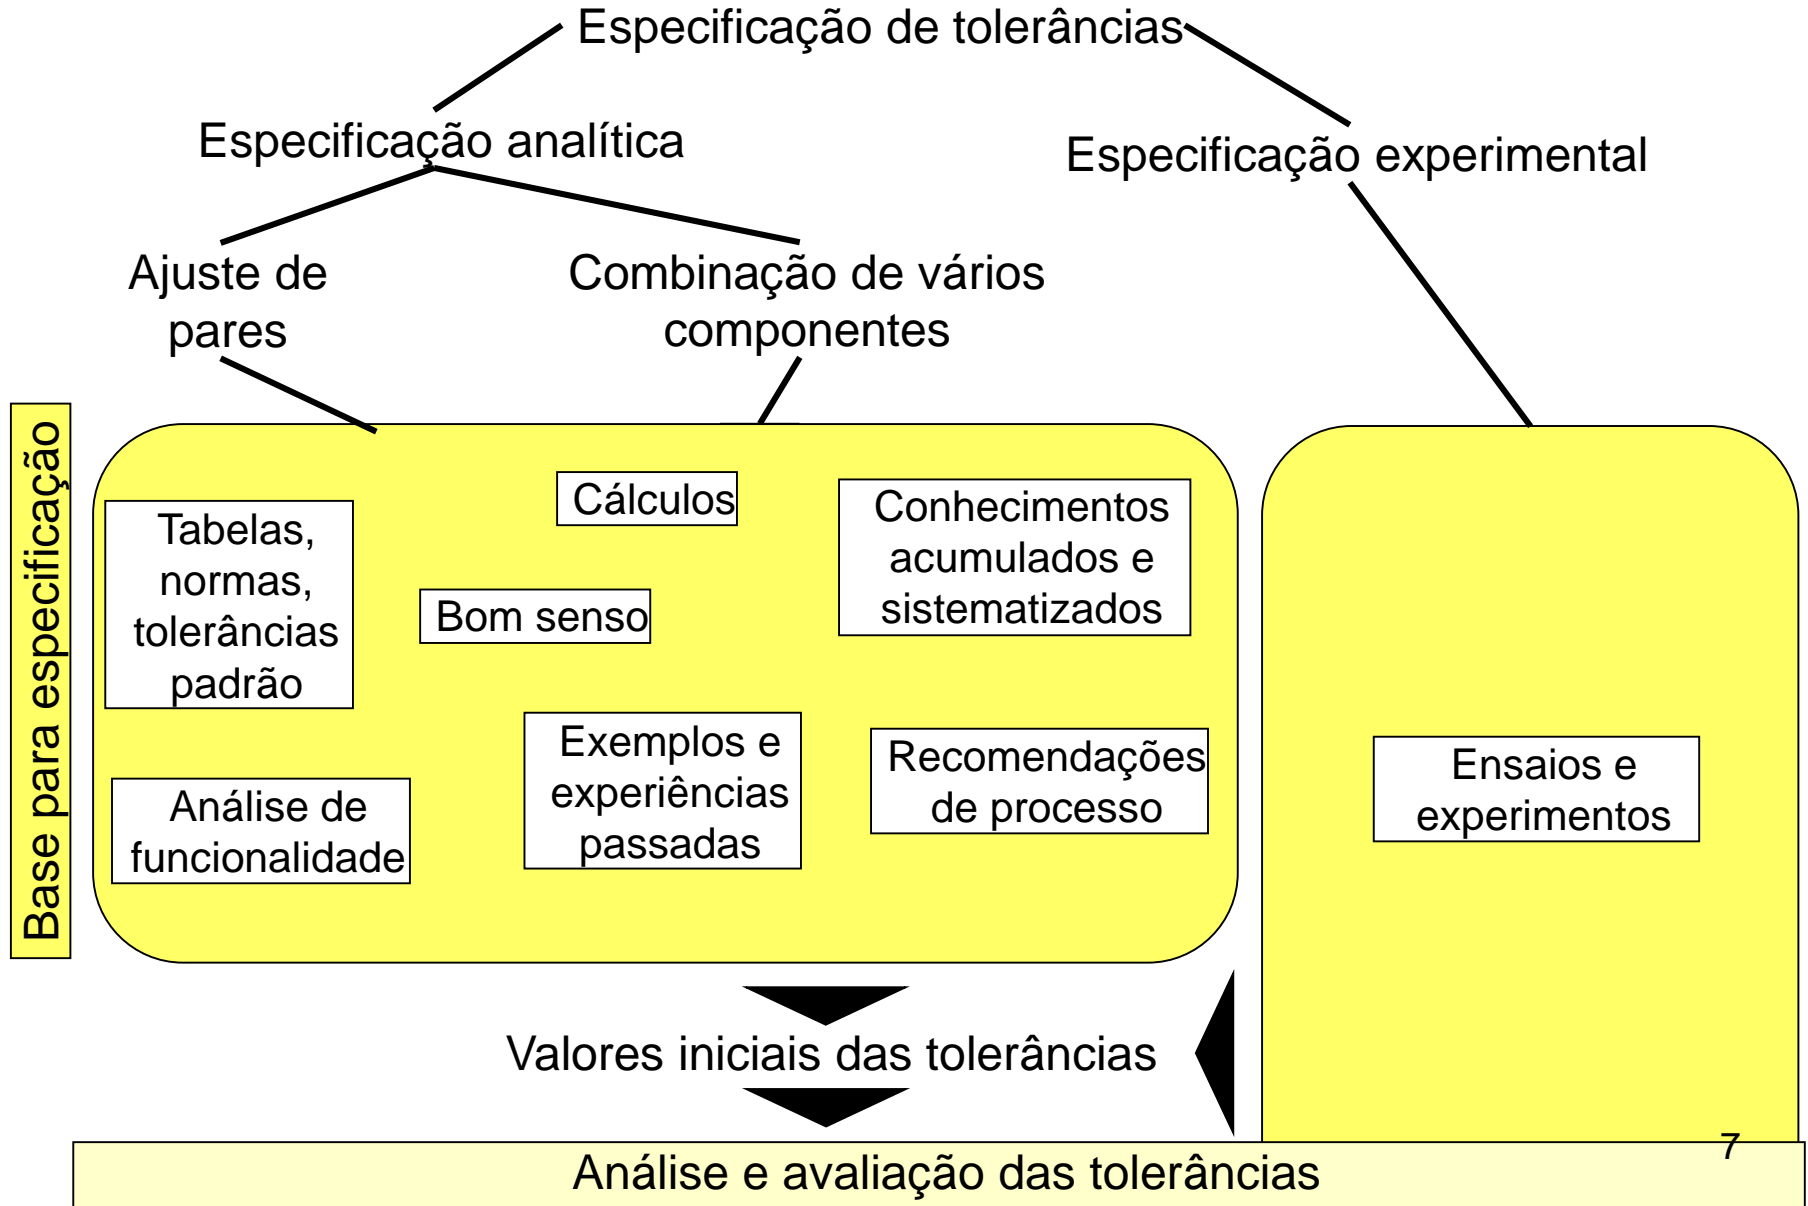 Especificação de tolerâncias
Especificação analítica
Especificação experimental
Ajuste de
pares
Combinação de vários
componentes
Base para especificação
Tabelas,
normas,
tolerâncias
padrão
Cálculos
Bom senso
Conhecimentos
acumulados e
sistematizados
Análise de
funcionalidade
Exemplos e
experiências
passadas
Recomendações
de processo
Ensaios e
experimentos
Valores iniciais das tolerâncias
7
Análise e avaliação das tolerâncias